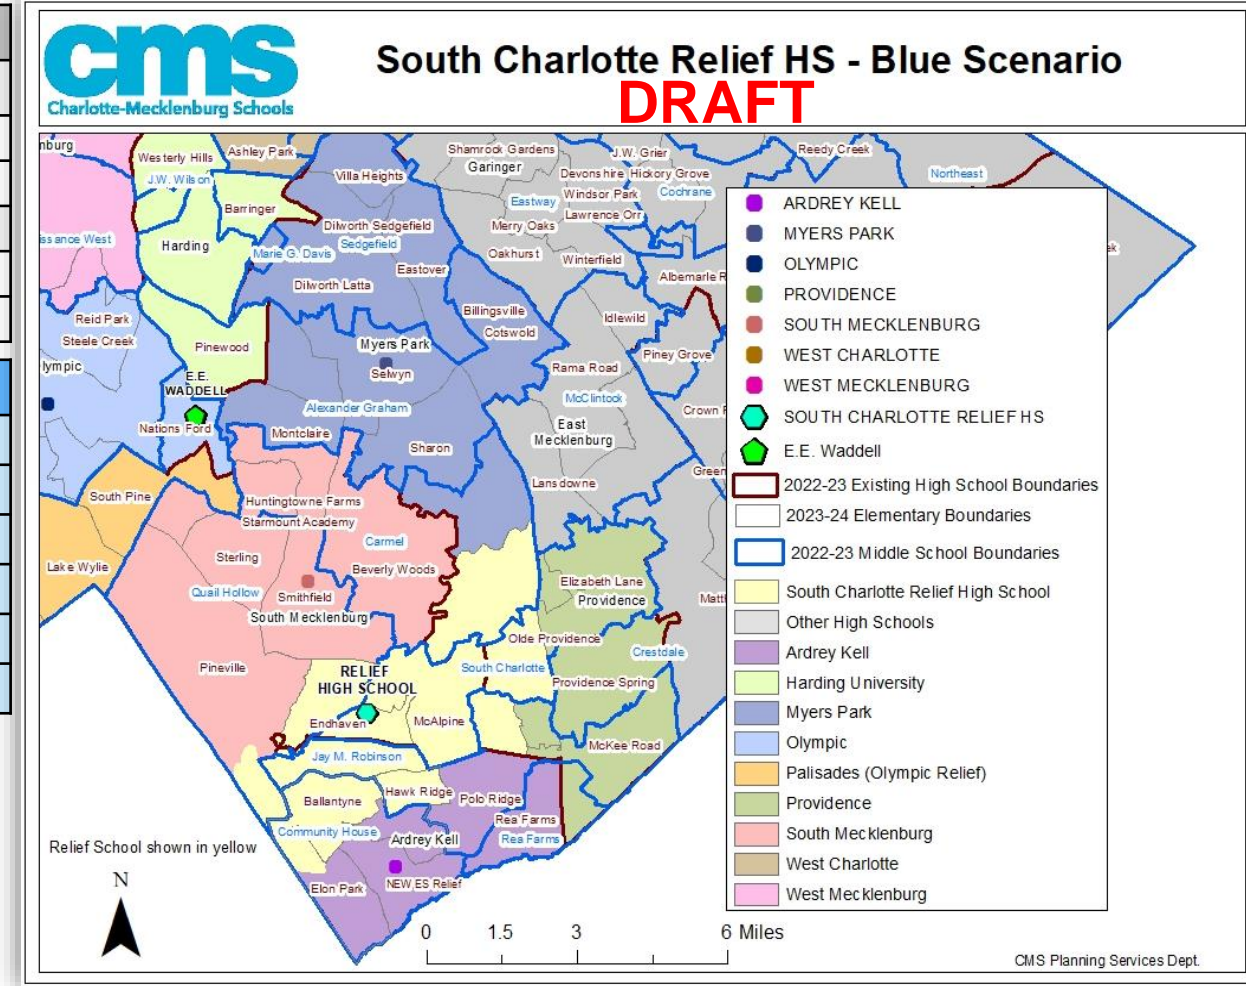 cms
Charlotte-Mecklenburg Schools
South Charlotte Relief HS - Blue Scenario
DRAFT
nburg
Westerly Hills
Ashley Park
J.W. Wilson
Villa Heights
Shamrock Gardens
Garinger
J.W. Grier
Reedy Creek
Devonshire
Hickory Grove
Northeast
Barringer
Eastway
Windsor Park
Cochrane
Lawrence Orr
Dilworth Sedgefield
Merry Oaks
issance West
Harding
Marie G. Davis
Sedgefield
Oakhurst
Winterfield
ek
Eastover
Albemarle R
Dilworth Latta
Reid Park
Steele Creek
Billingsville
Cotswold
Idlewild
Pinewood
Myers Park
Piney Grove
lympic
E.E.
WADDELL
Selwyn
Rama Road
McClintock
Alexander Graham
Crown
Nations Ford
Montclaire
East
Mecklenburg
Sharon
Green
South Pine
Huntingtowne Farms
Lansdowne
Starmount Academy
Carmel
Sterling
Lake Wylie
Beverly Woods
Quail Hollow
Smithfield
Elizabeth Lane
Providence
Matt
South Mecklenburg
Olde Providence
Crestdale
Pineville
RELIEF
HIGH SCHOOL
South Charlotte
Providence Spring
Endhaven
McAlpine
McKee Road
Jay M. Robinson
Ballantyne
Hawk Ridge
Polo Ridge
Community House
Ardrey Kell
Rea Farms
Rea Farms
Elon Park
NEW ES Relief
Relief School shown in yellow
N
0 1.5 3 6 Miles
ARDREY KELL
MYERS PARK
OLYMPIC
PROVIDENCE
SOUTH MECKLENBURG
WEST CHARLOTTE
WEST MECKLENBURG
SOUTH CHARLOTTE RELIEF HS
E.E. Waddell
2022-23 Existing High School Boundaries
2023-24 Elementary Boundaries
2022-23 Middle School Boundaries
South Charlotte Relief High School
Other High Schools
Ardrey Kell
Harding University
Myers Park
Olympic
Palisades (Olympic Relief)
Providence
South Mecklenburg
West Charlotte
West Mecklenburg
CMS Planning Services Dept.